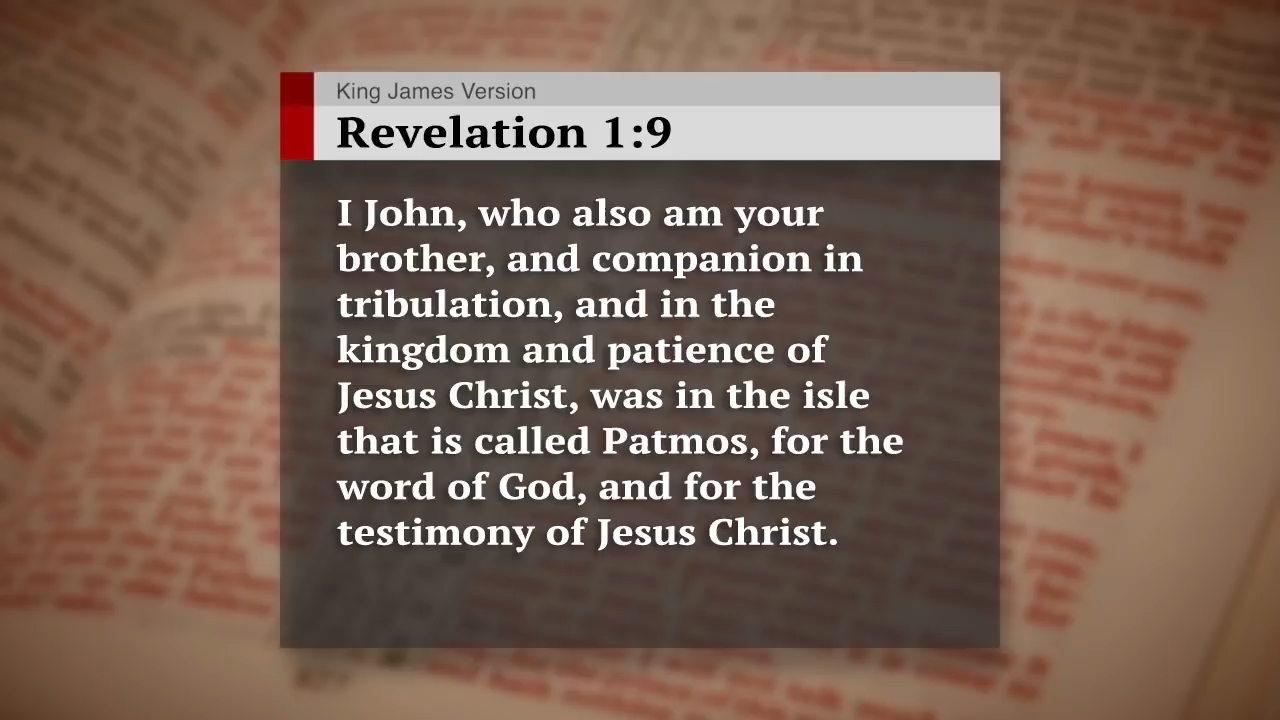 King James Version
Revelation 1:9
I John, who also am your
brother, and companion in
tribulation, and in the
kingdom and patience of
Jesus Christ, was in the isle
that is called Patmos, for the
word of God, and for the
testimony of Jesus Christ.